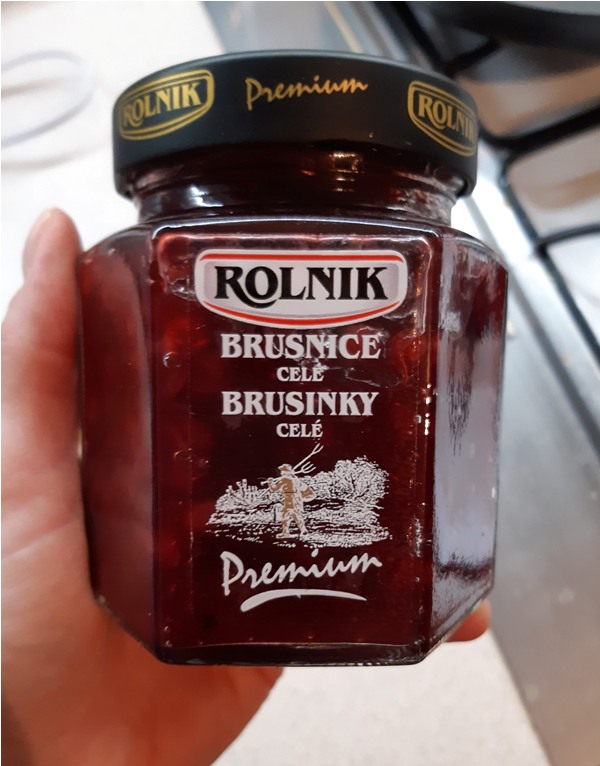 ROLNIK Premium ROLNIK
ROLNIK
BRUSNICE
CELÉ
BRUSINKY
CELÉ
Premium